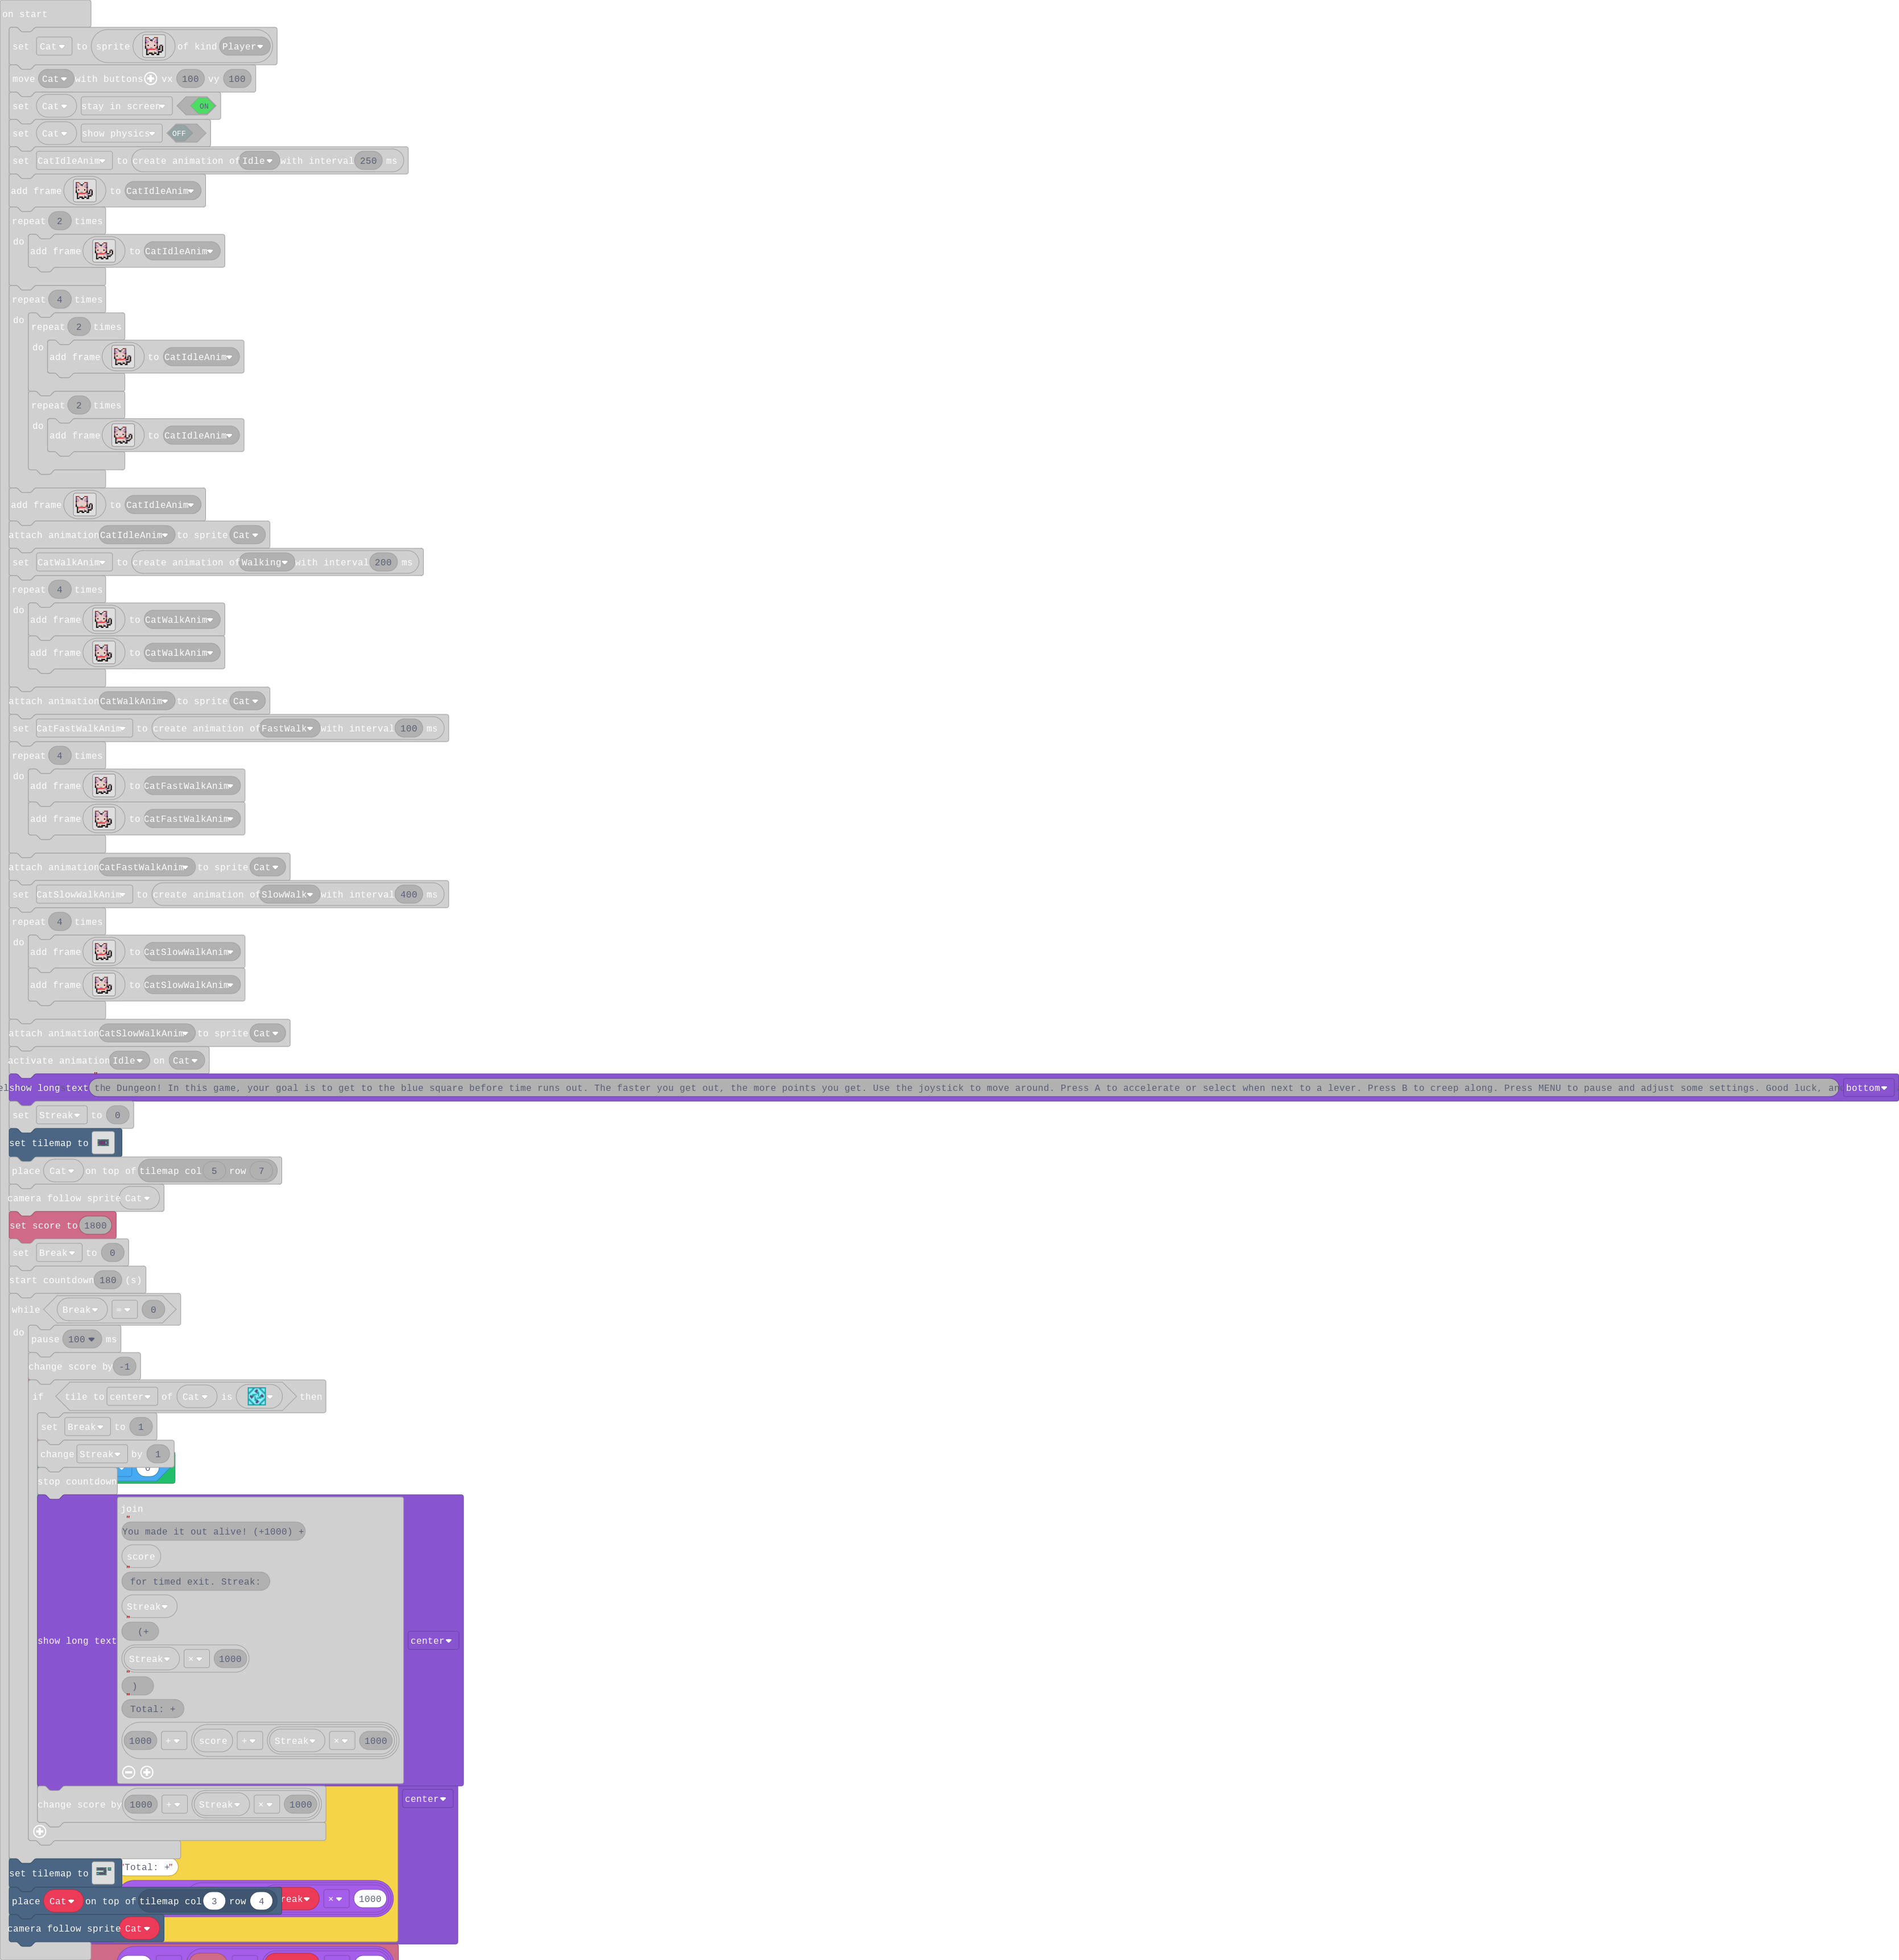 on start
set Cat to sprite of kind Player
move Cat with buttons vx 100 vy 100
set Cat stay in screen ON
set Cat show physics OFF
set CatIdleAnim to create animation of Idle with interval 250 ms
add frame to CatIdleAnim
repeat 2 times
do
add frame to CatIdleAnim
repeat 4 times
do
repeat 2 times
do
add frame to CatIdleAnim
repeat 2 times
do
add frame to CatIdleAnim
add frame to CatIdleAnim
attach animation CatIdleAnim to sprite Cat
set CatWalkAnim to create animation of Walking with interval 200 ms
repeat 4 times
do
add frame to CatWalkAnim
add frame to CatWalkAnim
attach animation CatWalkAnim to sprite Cat
set CatFastWalkAnim to create animation of FastWalk with interval 100 ms
repeat 4 times
do
add frame to CatFastWalkAnim
add frame to CatFastWalkAnim
attach animation CatFastWalkAnim to sprite Cat
set CatSlowWalkAnim to create animation of SlowWalk with interval 400 ms
repeat 4 times
do
add frame to CatSlowWalkAnim
add frame to CatSlowWalkAnim
attach animation CatSlowWalkAnim to sprite Cat
activate animation Idle on Cat
show long text the Dungeon! In this game, your goal is to get to the blue square before time runs out. The faster you get out, the more points you get. Use the joystick to move around. Press A to accelerate or select when next to a lever. Press B to creep along. Press MENU to pause and adjust some settings. Good luck, an bottom
set Streak to 0
set tilemap to
place Cat on top of tilemap col 5 row 7
camera follow sprite Cat
set score to 1800
set Break to 0
start countdown 180 (s)
while Break = 0
do
pause 100 ms
change score by -1
if tile to center of Cat is then
set Break to 1
change Streak by 1
stop countdown
join
You made it out alive! (+1000) +
score
for timed exit. Streak:
Streak
(+
show long text center
Streak × 1000
)
Total: +
1000 + score + Streak × 1000
center
change score by 1000 + Streak × 1000
"Total: +"
set tilemap to
place Cat on top of tilemap col 3 row 4
reak × 1000
camera follow sprite Cat